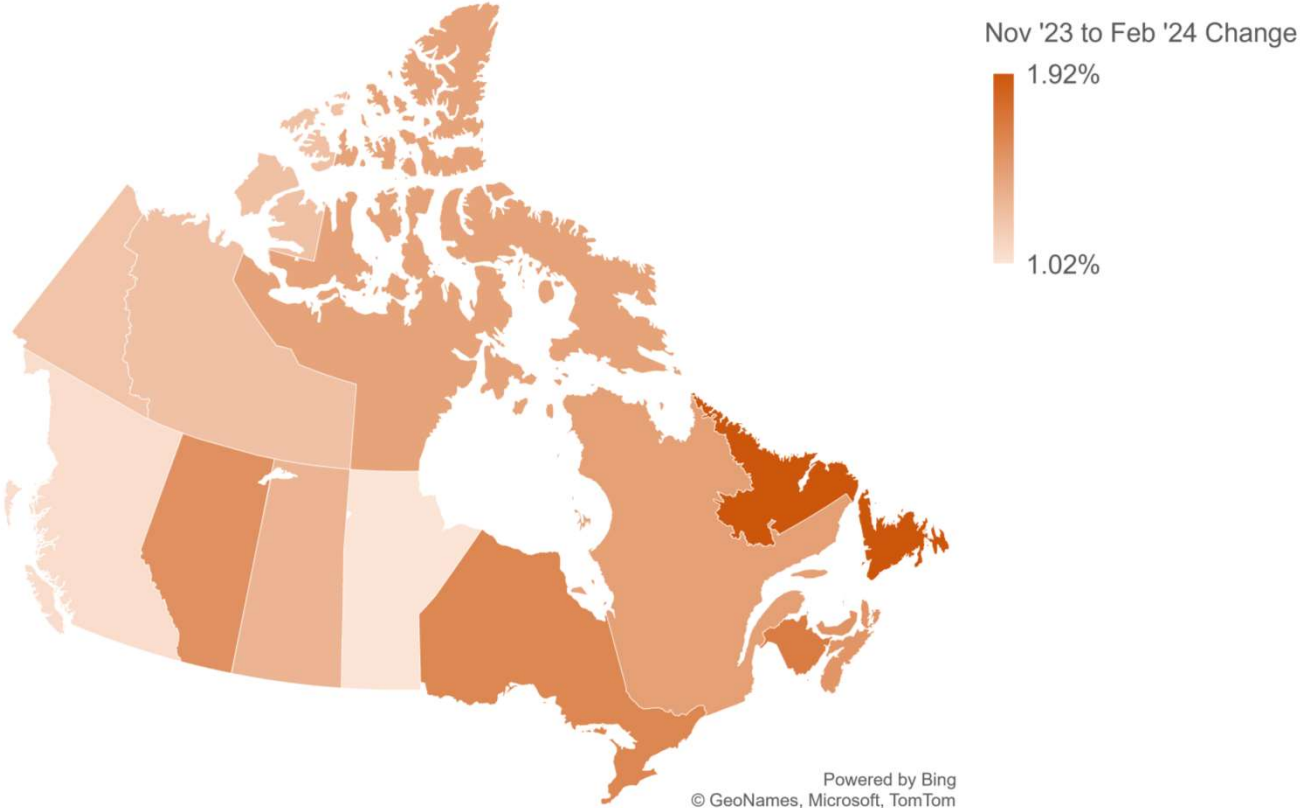 Nov '23 to Feb '24 Change
1.92%
1.02%
Powered by Bing
© GeoNames, Microsoft, TomTom